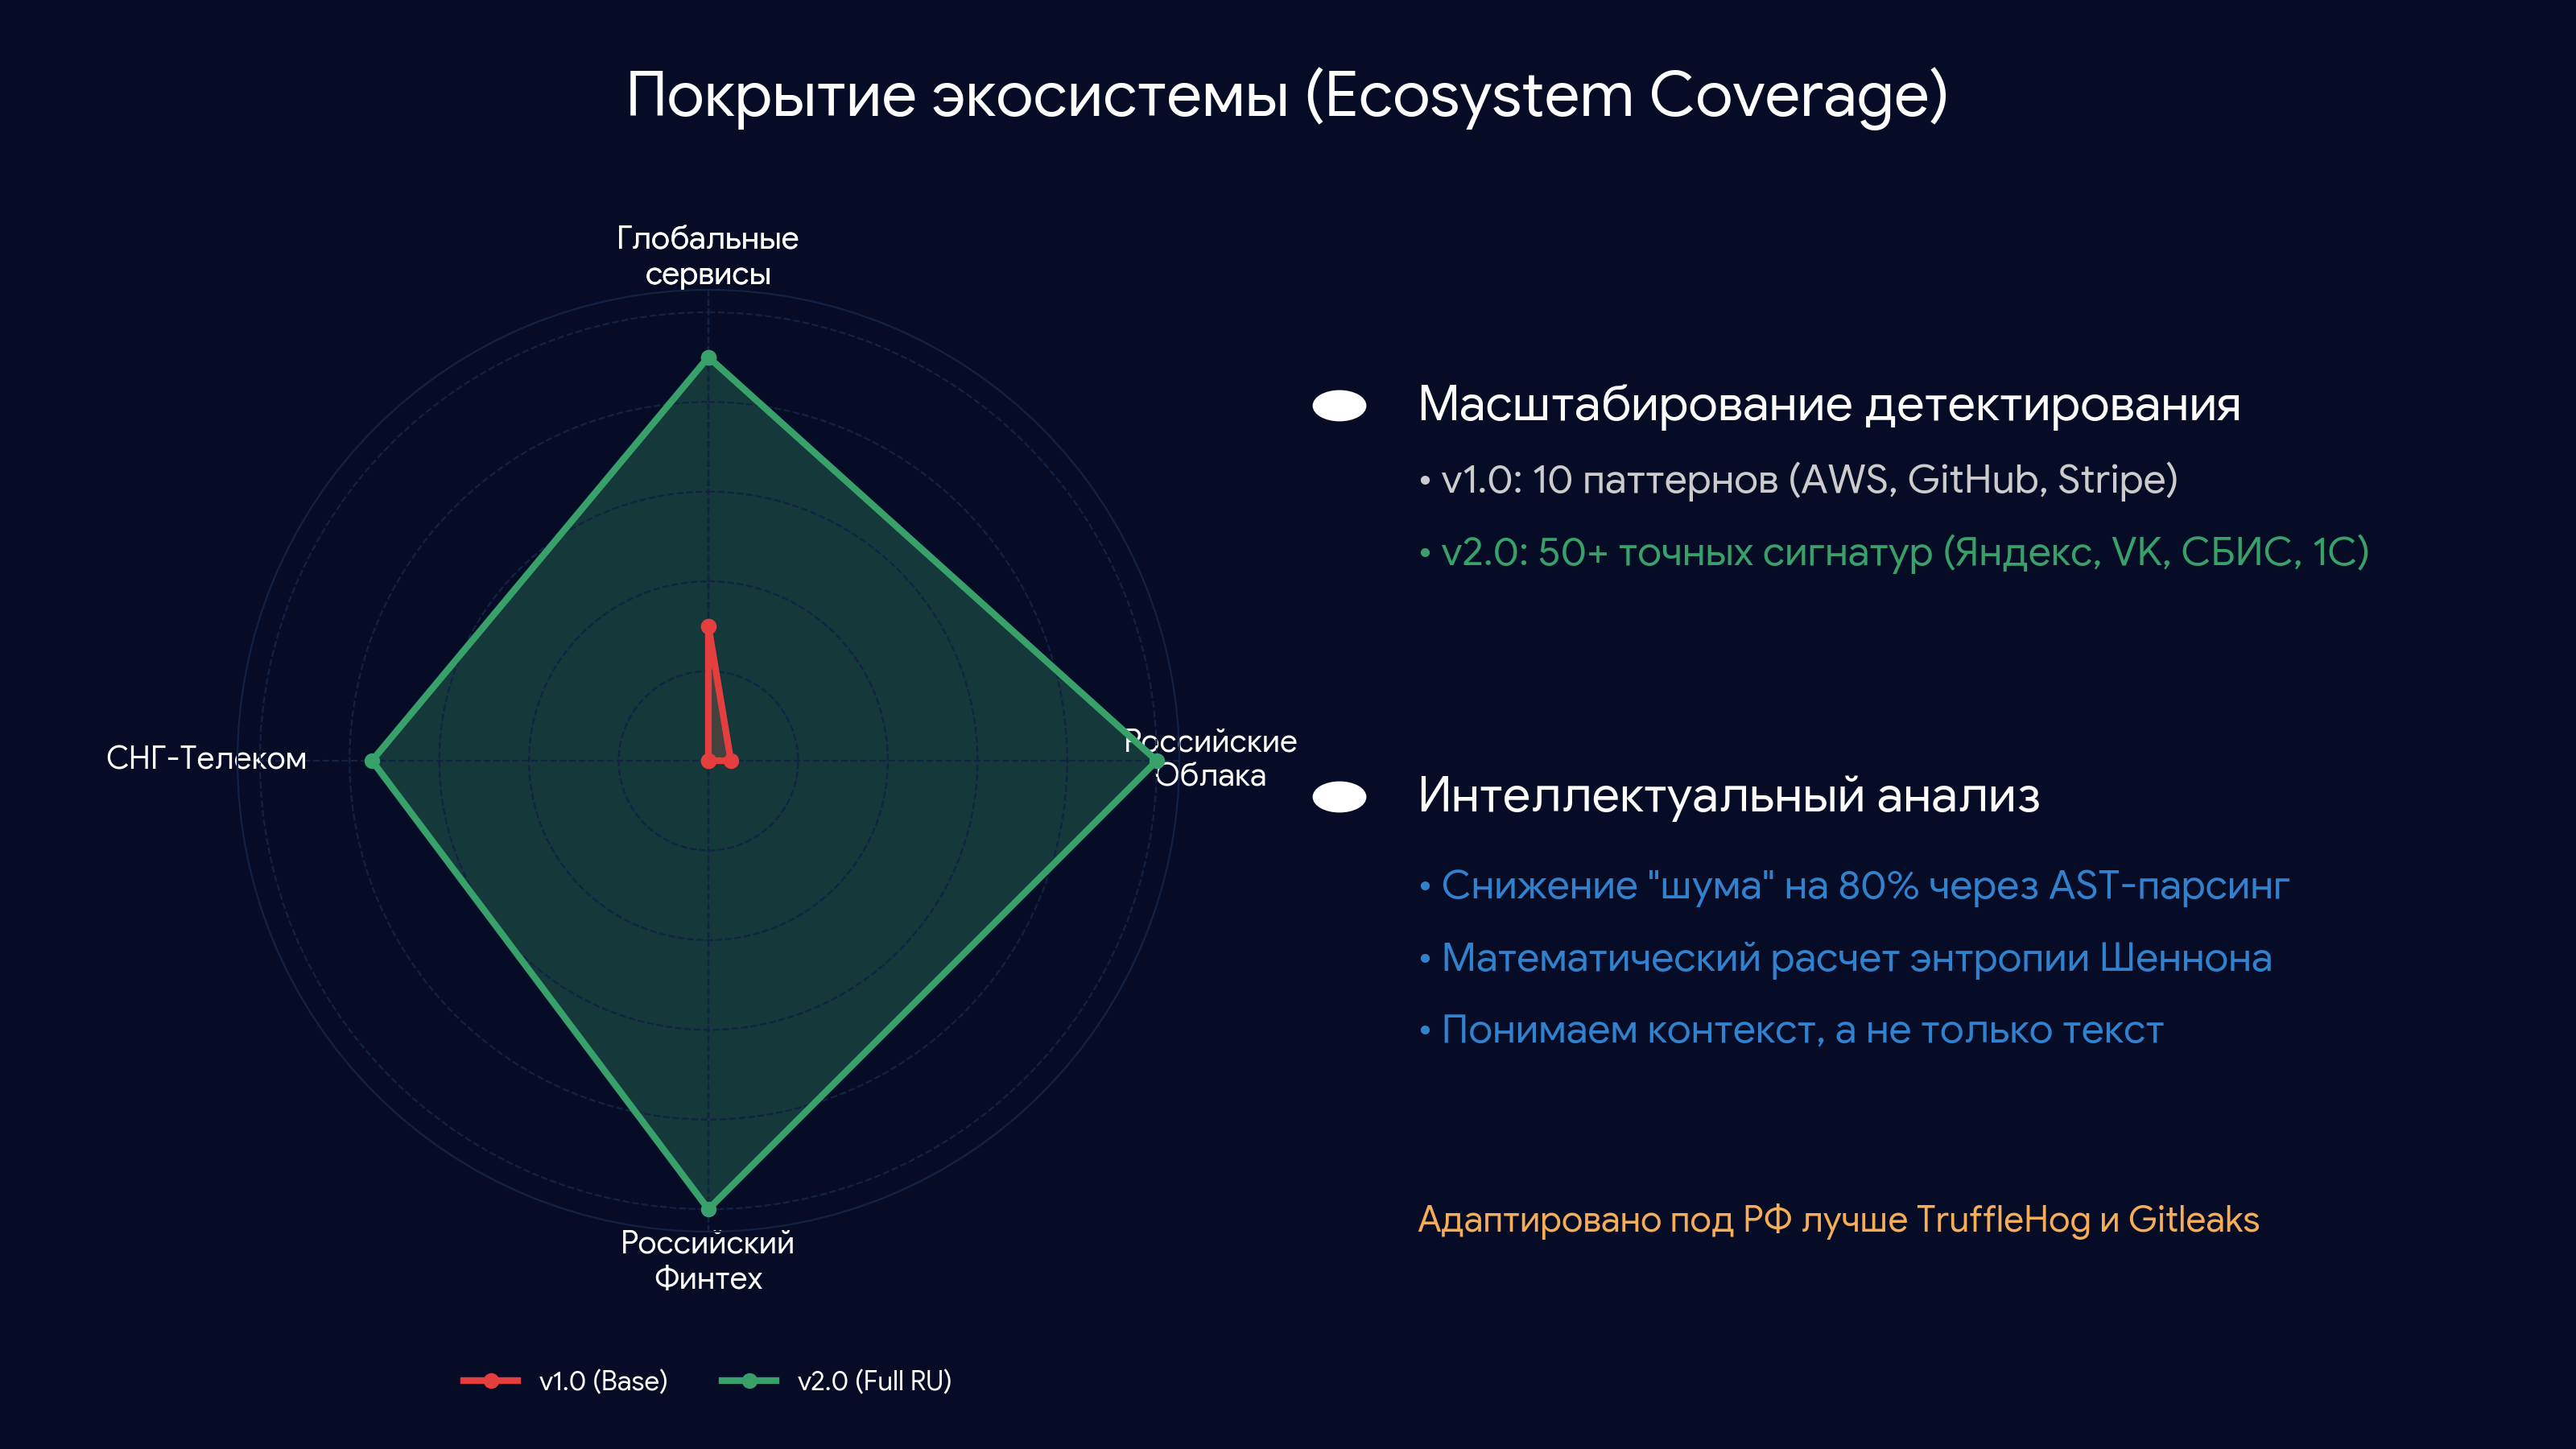 Покрытие экосистемы (Ecosystem Coverage)
Глобальные
сервисы
СНГ-Телеком
Российские
Облака
Российский
Финтех
v1.0 (Base)
v2.0 (Full RU)
Масштабирование детектирования
• v1.0: 10 паттернов (AWS, GitHub, Stripe)
• v2.0: 50+ точных сигнатур (Яндекс, VK, СБИС, 1С)
Интеллектуальный анализ
• Снижение "шума" на 80% через AST-парсинг
• Математический расчет энтропии Шеннона
• Понимаем контекст, а не только текст
Адаптировано под РФ лучше TruffleHog и Gitleaks